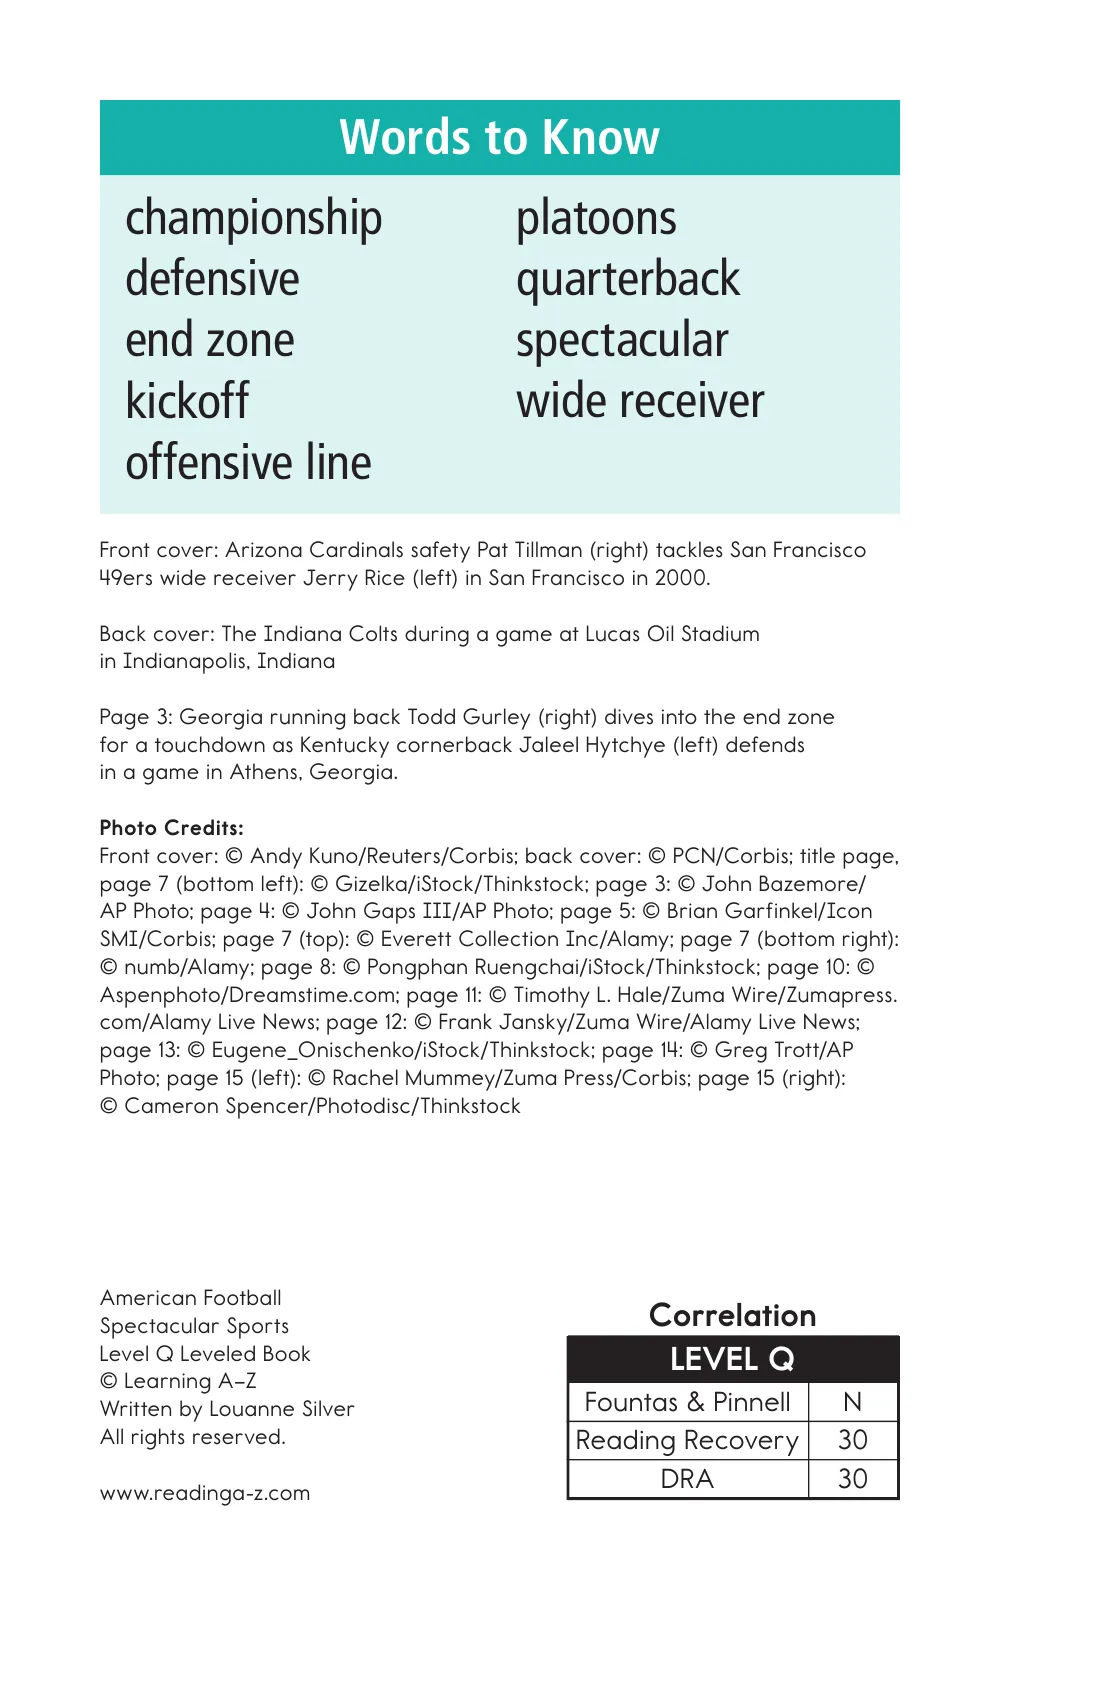 Words to Know
championship
defensive
end zone
kickoff
offensive line
platoons
quarterback
spectacular
wide receiver
Front cover: Arizona Cardinals safety Pat Tillman (right) tackles San Francisco
49ers wide receiver Jerry Rice (left) in San Francisco in 2000.
Back cover: The Indiana Colts during a game at Lucas Oil Stadium
in Indianapolis, Indiana
Page 3: Georgia running back Todd Gurley (right) dives into the end zone
for a touchdown as Kentucky cornerback Jaleel Hytchye (left) defends
in a game in Athens, Georgia.
Photo Credits:
Front cover: © Andy Kuno/Reuters/Corbis; back cover: © PCN/Corbis; title page,
page 7 (bottom left): © Gizelka/iStock/Thinkstock; page 3: © John Bazemore/
AP Photo; page 4: © John Gaps III/AP Photo; page 5: © Brian Garfinkel/Icon
SMI/Corbis; page 7 (top): © Everett Collection Inc/Alamy; page 7 (bottom right):
© numb/Alamy; page 8: © Pongphan Ruengchai/iStock/Thinkstock; page 10: ©
Aspenphoto/Dreamstime.com; page 11: © Timothy L. Hale/Zuma Wire/Zumapress.
com/Alamy Live News; page 12: © Frank Jansky/Zuma Wire/Alamy Live News;
page 13: © Eugene_Onischenko/iStock/Thinkstock; page 14: © Greg Trott/AP
Photo; page 15 (left): © Rachel Mummey/Zuma Press/Corbis; page 15 (right):
© Cameron Spencer/Photodisc/Thinkstock
American Football
Spectacular Sports
Level Q Leveled Book
© Learning A–Z
Written by Louanne Silver
All rights reserved.
www.readinga-z.com
Correlation
LEVEL Q
Fountas & Pinnell N
Reading Recovery 30
DRA 30